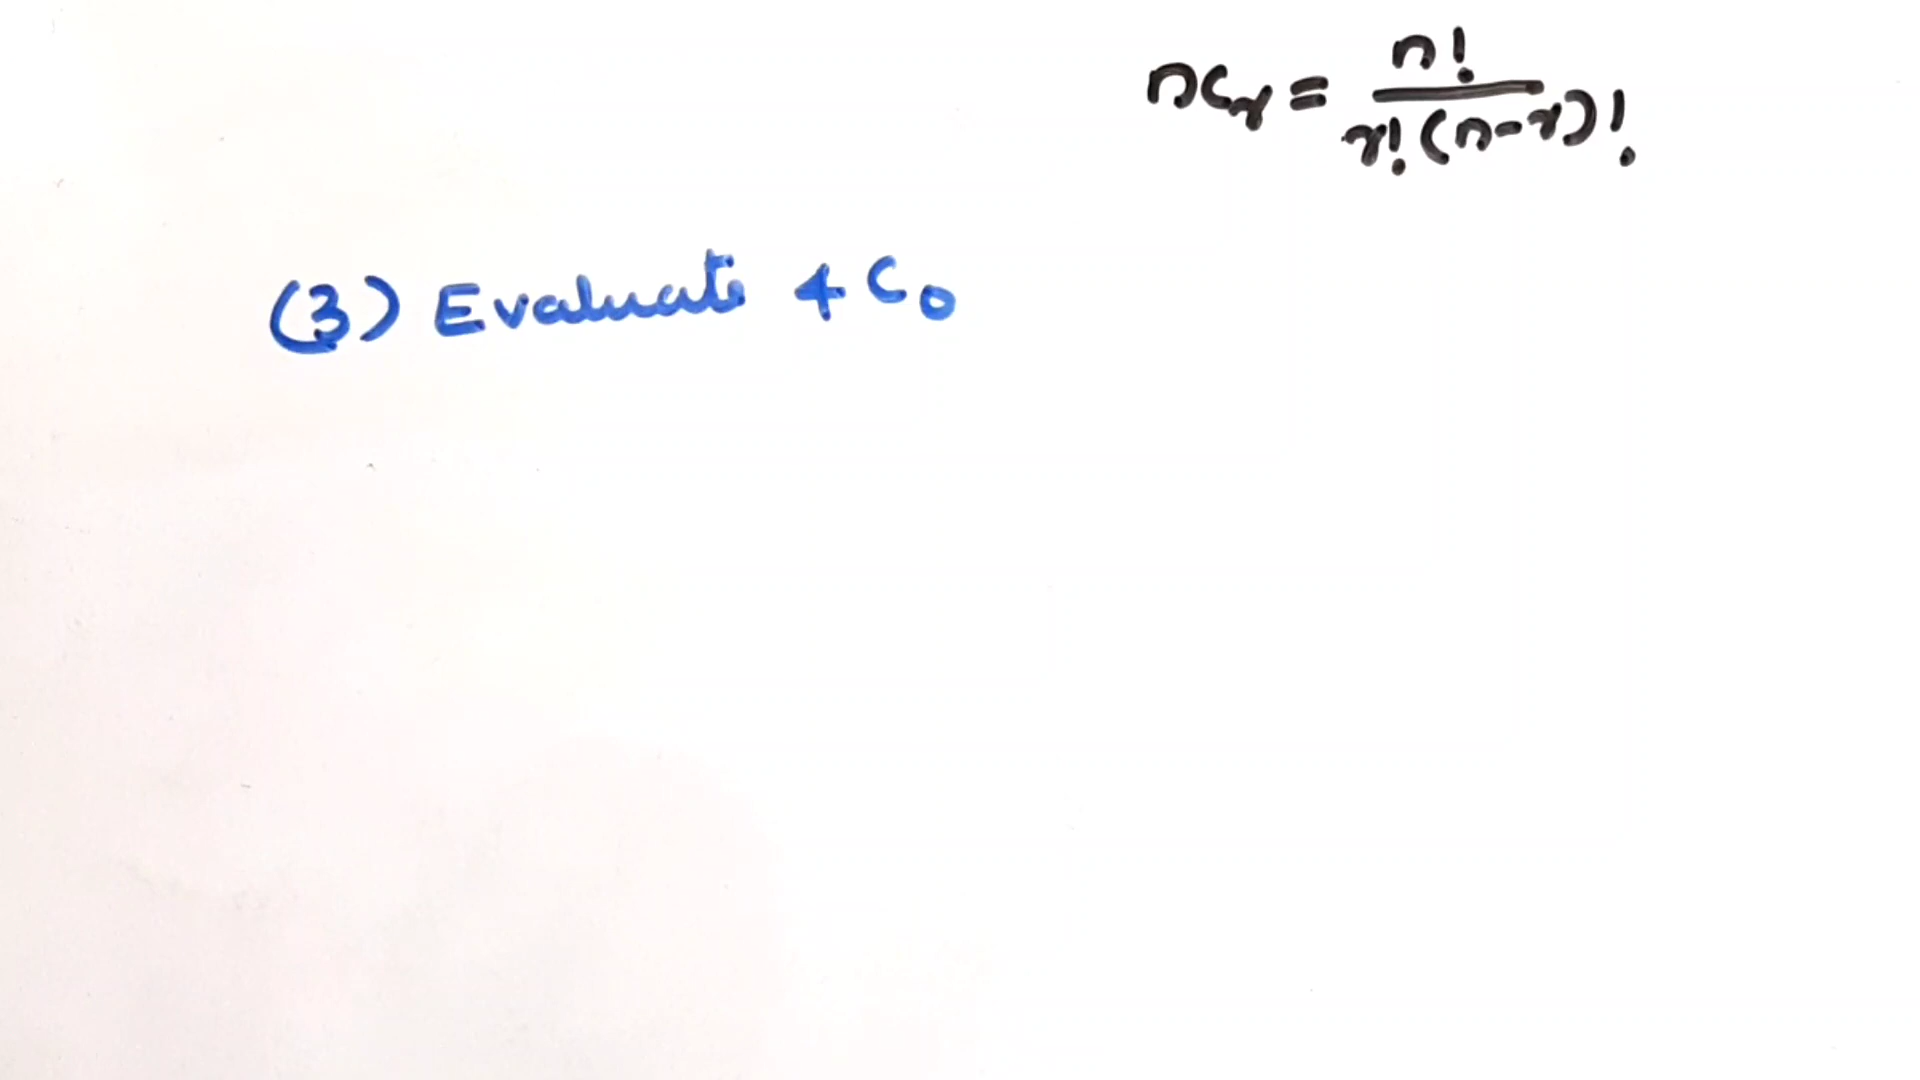 nCr = n! / r!(n-r)!
(3) Evaluate 4C₀